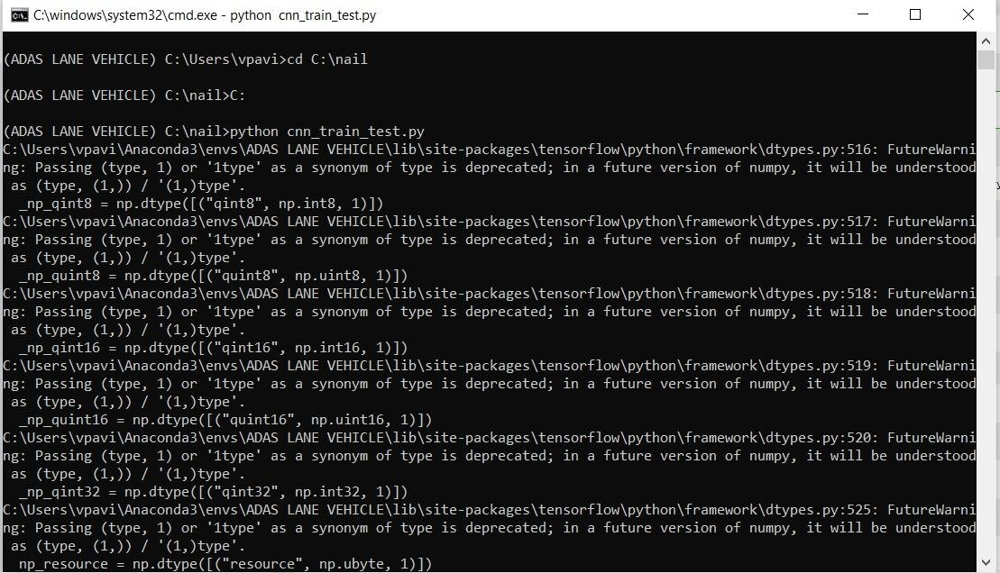 C:\windows\system32\cmd.exe - python  cnn_train_test.py
(ADAS LANE VEHICLE) C:\Users\vpavi>cd C:\nail
(ADAS LANE VEHICLE) C:\nail>C:
(ADAS LANE VEHICLE) C:\nail>python cnn_train_test.py
C:\Users\vpavi\Anaconda3\envs\ADAS LANE VEHICLE\lib\site-packages\tensorflow\python\framework\dtypes.py:516: FutureWarni
ng: Passing (type, 1) or '1type' as a synonym of type is deprecated; in a future version of numpy, it will be understood
 as (type, (1,)) / '(1,)type'.
  _np_qint8 = np.dtype([("qint8", np.int8, 1)])
C:\Users\vpavi\Anaconda3\envs\ADAS LANE VEHICLE\lib\site-packages\tensorflow\python\framework\dtypes.py:517: FutureWarni
ng: Passing (type, 1) or '1type' as a synonym of type is deprecated; in a future version of numpy, it will be understood
 as (type, (1,)) / '(1,)type'.
  _np_quint8 = np.dtype([("quint8", np.uint8, 1)])
C:\Users\vpavi\Anaconda3\envs\ADAS LANE VEHICLE\lib\site-packages\tensorflow\python\framework\dtypes.py:518: FutureWarni
ng: Passing (type, 1) or '1type' as a synonym of type is deprecated; in a future version of numpy, it will be understood
 as (type, (1,)) / '(1,)type'.
  _np_qint16 = np.dtype([("qint16", np.int16, 1)])
C:\Users\vpavi\Anaconda3\envs\ADAS LANE VEHICLE\lib\site-packages\tensorflow\python\framework\dtypes.py:519: FutureWarni
ng: Passing (type, 1) or '1type' as a synonym of type is deprecated; in a future version of numpy, it will be understood
 as (type, (1,)) / '(1,)type'.
  _np_quint16 = np.dtype([("quint16", np.uint16, 1)])
C:\Users\vpavi\Anaconda3\envs\ADAS LANE VEHICLE\lib\site-packages\tensorflow\python\framework\dtypes.py:520: FutureWarni
ng: Passing (type, 1) or '1type' as a synonym of type is deprecated; in a future version of numpy, it will be understood
 as (type, (1,)) / '(1,)type'.
  _np_qint32 = np.dtype([("qint32", np.int32, 1)])
C:\Users\vpavi\Anaconda3\envs\ADAS LANE VEHICLE\lib\site-packages\tensorflow\python\framework\dtypes.py:525: FutureWarni
ng: Passing (type, 1) or '1type' as a synonym of type is deprecated; in a future version of numpy, it will be understood
 as (type, (1,)) / '(1,)type'.
  np_resource = np.dtype([("resource", np.ubyte, 1)])